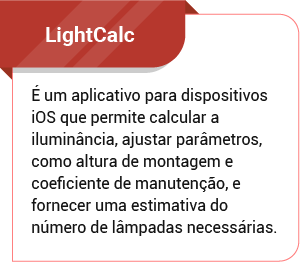 LightCalc
É um aplicativo para dispositivos
iOS que permite calcular a
iluminância, ajustar parâmetros,
como altura de montagem e
coeficiente de manutenção, e
fornecer uma estimativa do
número de lâmpadas necessárias.